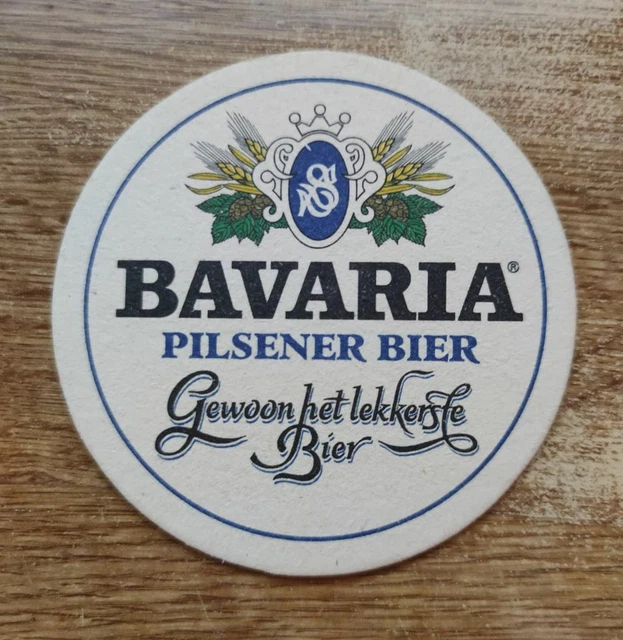 BAVARIA®
PILSENER BIER
Gewoon het lekkerste
Bier